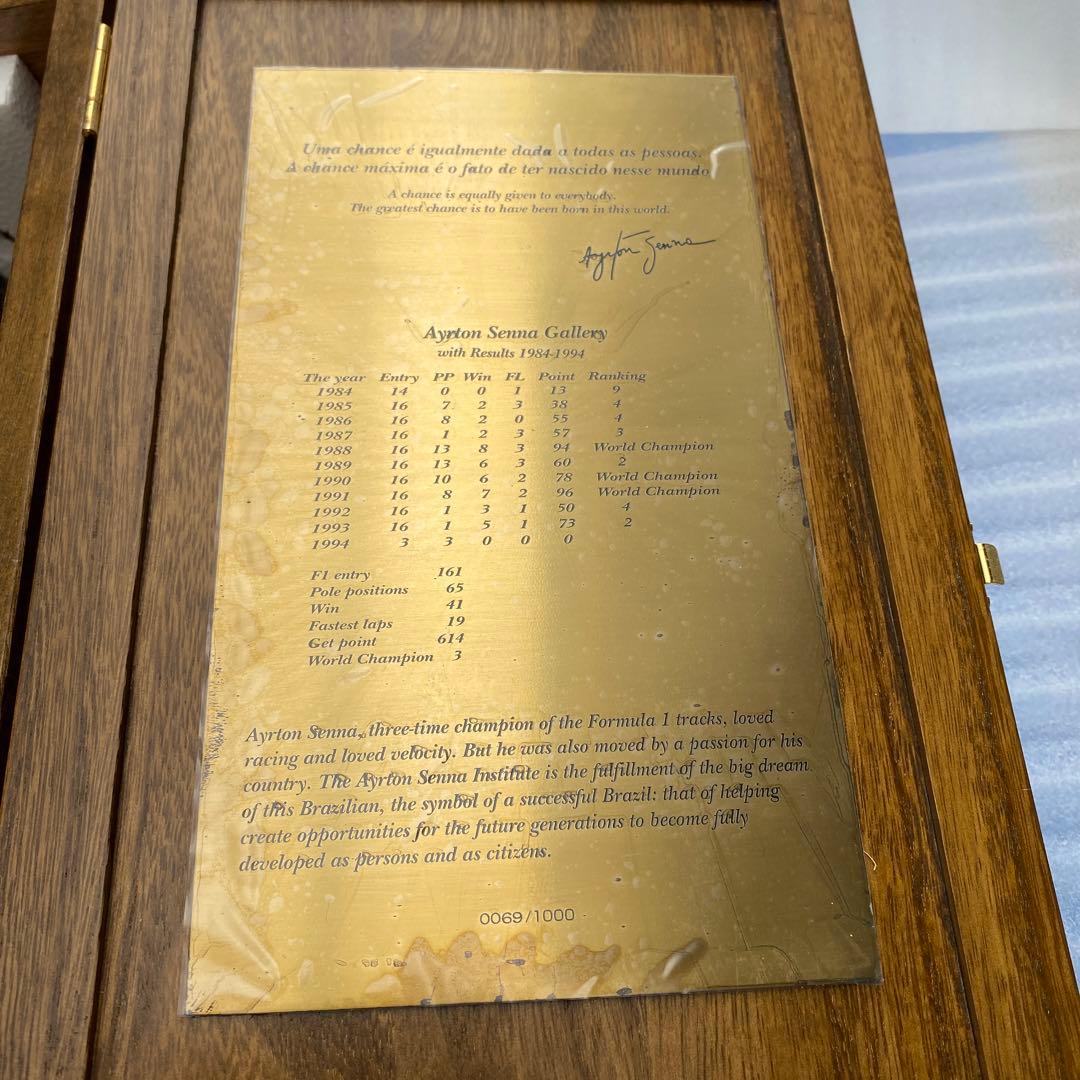 Uma chance é igualmente dada a todas as pessoas.
A chance máxima é o fato de ter nascido nesse mundo
A chance is equally given to everybody.
The greatest chance is to have been born in this world.
Ayrton Senna
Ayrton Senna Gallery
with Results 1984-1994
The year Entry PP Win FL Point Ranking
1984 14 0 0 1 13 9
1985 16 7 2 3 38 4
1986 16 8 2 0 55 4
1987 16 1 2 3 57 3
1988 16 13 8 3 94 World Champion
1989 16 13 6 3 60 2
1990 16 10 6 2 78 World Champion
1991 16 8 7 2 96 World Champion
1992 16 1 3 1 50 4
1993 16 1 5 1 73 2
1994 3 3 0 0 0
F1 entry 161
Pole positions 65
Win 41
Fastest laps 19
Get point 614
World Champion 3
Ayrton Senna, three-time champion of the Formula 1 tracks, loved
racing and loved velocity. But he was also moved by a passion for his
country. The Ayrton Senna Institute is the fulfillment of the big dream
of this Brazilian, the symbol of a successful Brazil: that of helping
create opportunities for the future generations to become fully
developed as persons and as citizens.
0069/1000